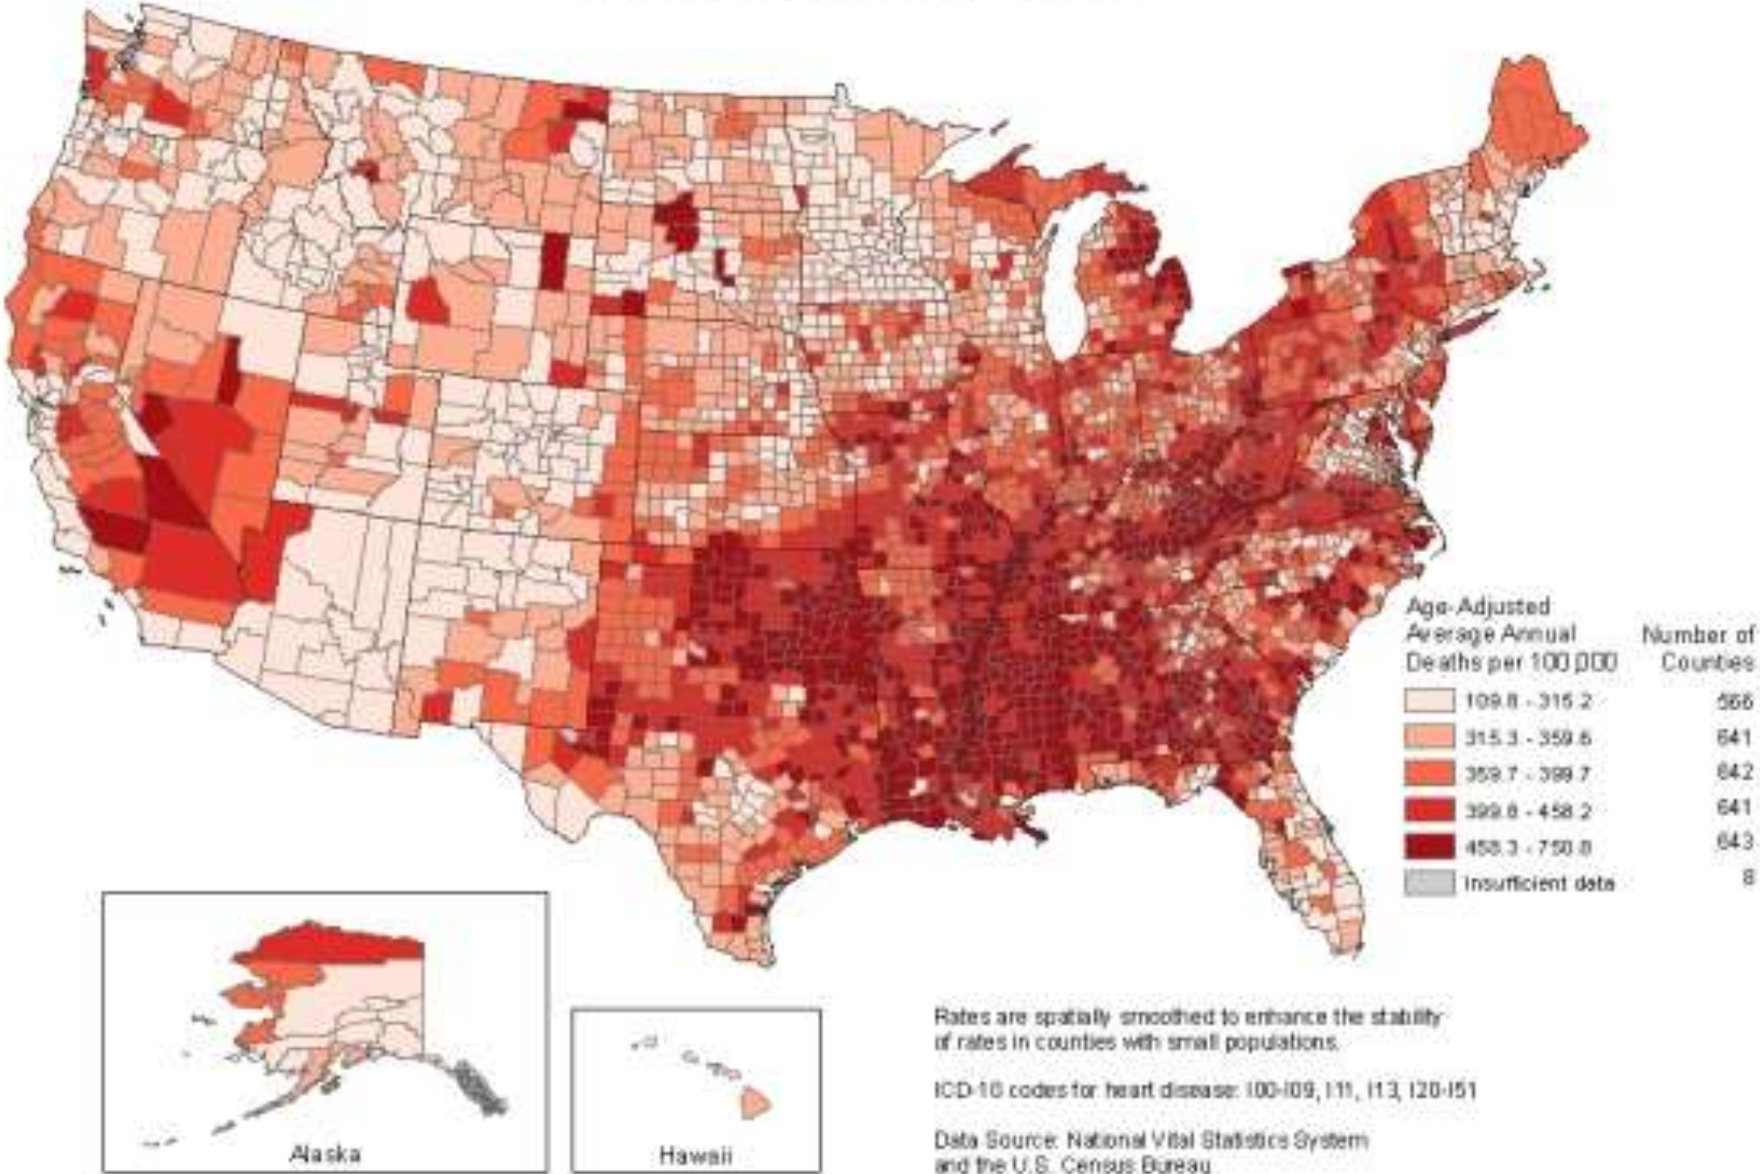 Age-Adjusted
Average Annual
Deaths per 100,000
Number of
Counties
109.8 - 315.2 566
315.3 - 359.6 641
359.7 - 399.7 642
399.8 - 458.2 641
458.3 - 750.8 643
Insufficient data 8
Alaska
Hawaii
Rates are spatially smoothed to enhance the stability
of rates in counties with small populations.
ICD-10 codes for heart disease: I00-I09, I11, I13, I20-I51
Data Source: National Vital Statistics System
and the U.S. Census Bureau